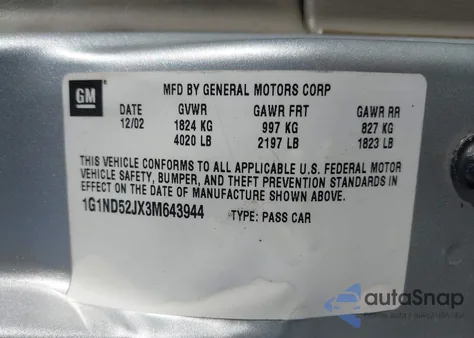 GM
MFD BY GENERAL MOTORS CORP
DATE GVWR GAWR FRT GAWR RR
12/02 1824 KG 997 KG 827 KG
4020 LB 2197 LB 1823 LB
THIS VEHICLE CONFORMS TO ALL APPLICABLE U.S. FEDERAL MOTOR
VEHICLE SAFETY, BUMPER, AND THEFT PREVENTION STANDARDS IN
EFFECT ON THE DATE OF MANUFACTURE SHOWN ABOVE.
1G1ND52JX3M643944 TYPE: PASS CAR
autoSnap